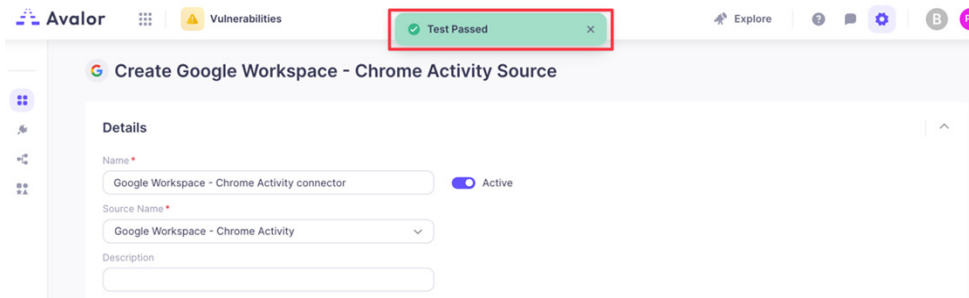 Avalor
Vulnerabilities
Test Passed
Explore
B
Create Google Workspace - Chrome Activity Source
Details
Name*
Google Workspace - Chrome Activity connector
Active
Source Name*
Google Workspace - Chrome Activity
Description